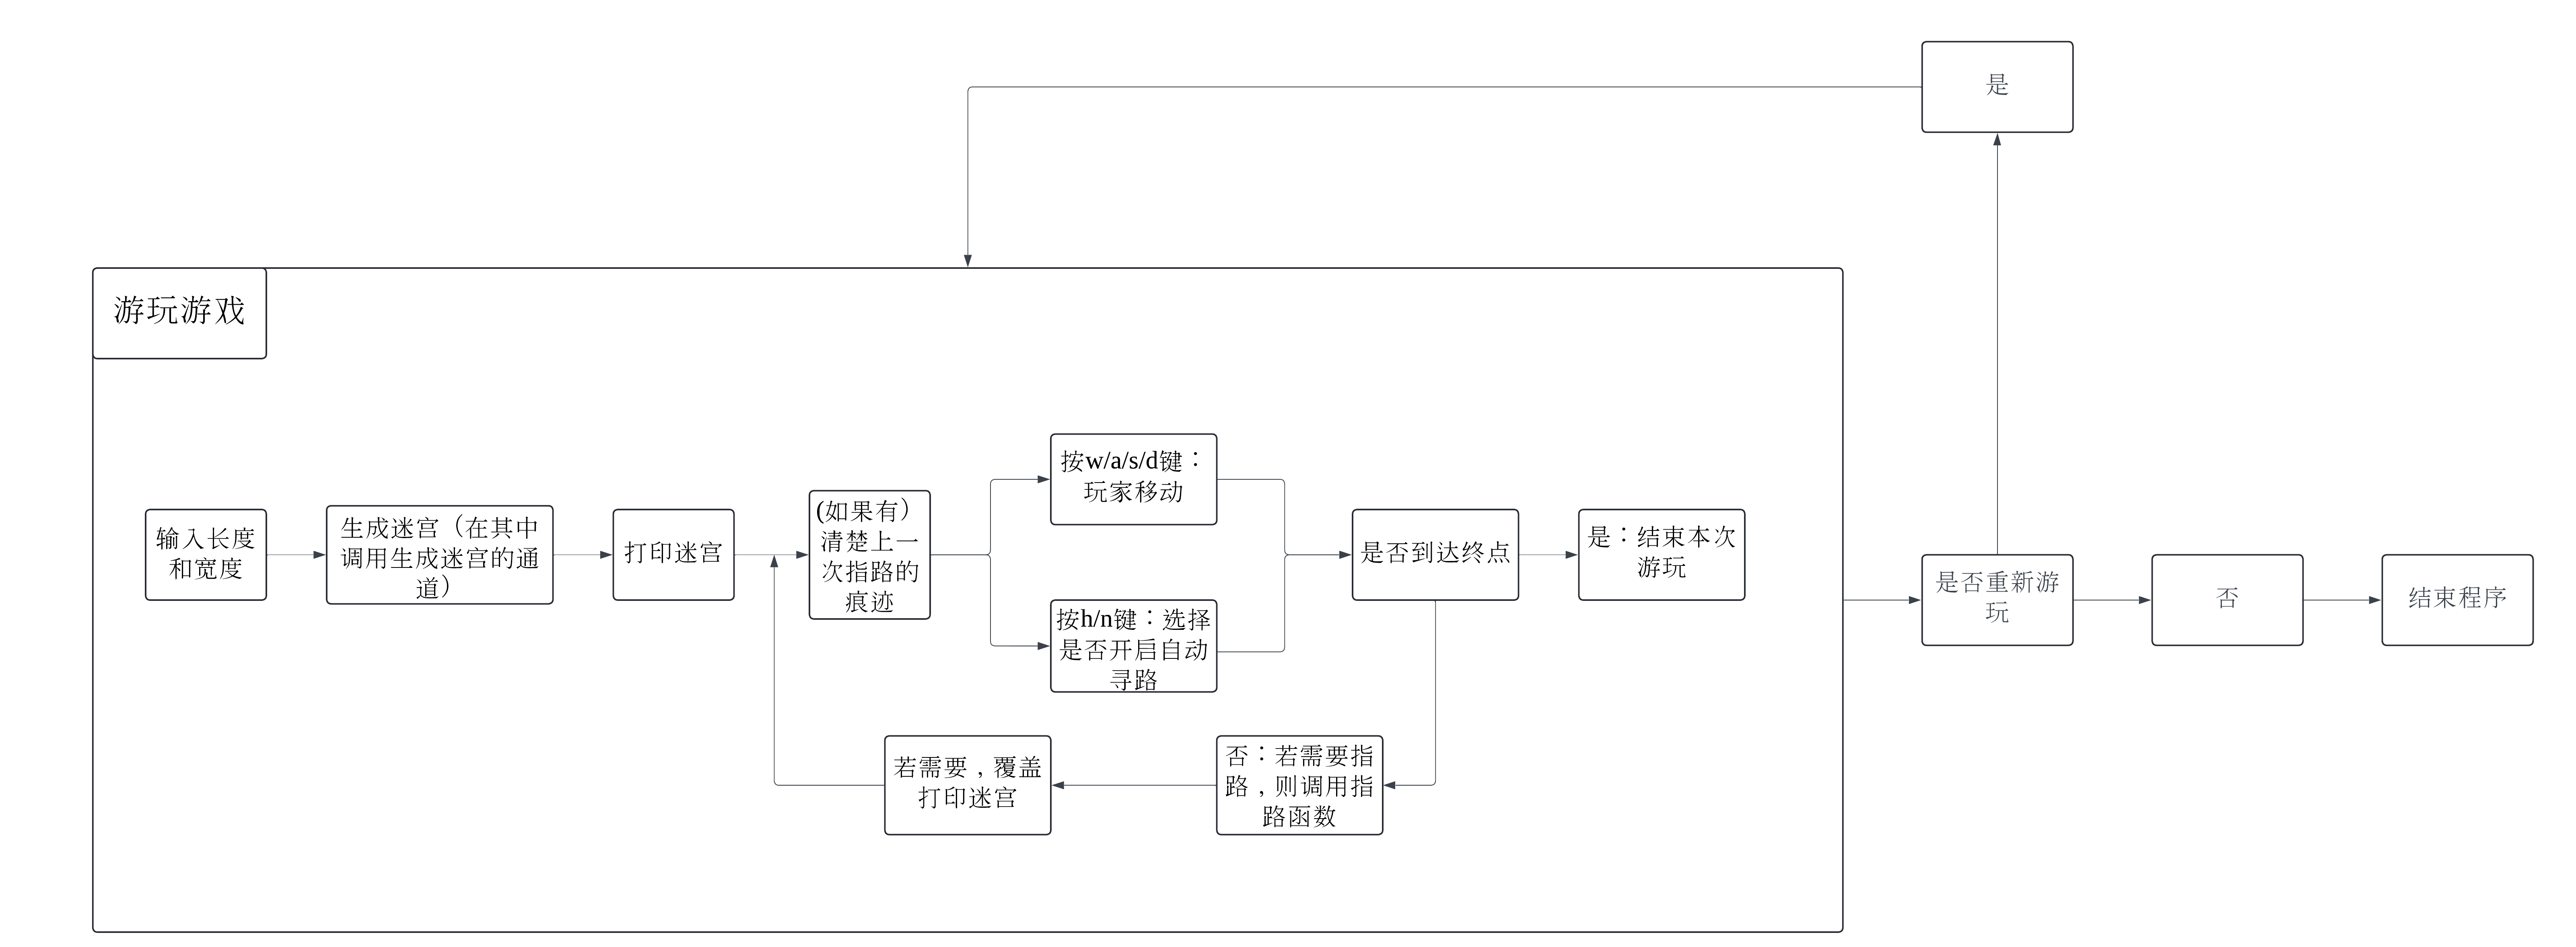 是
游玩游戏
输入长度
和宽度
生成迷宫（在其中
调用生成迷宫的通
道）
打印迷宫
(如果有）
清楚上一
次指路的
痕迹
按w/a/s/d键：
玩家移动
按h/n键：选择
是否开启自动
寻路
是否到达终点
是：结束本次
游玩
否：若需要指
路，则调用指
路函数
若需要，覆盖
打印迷宫
是否重新游
玩
否
结束程序